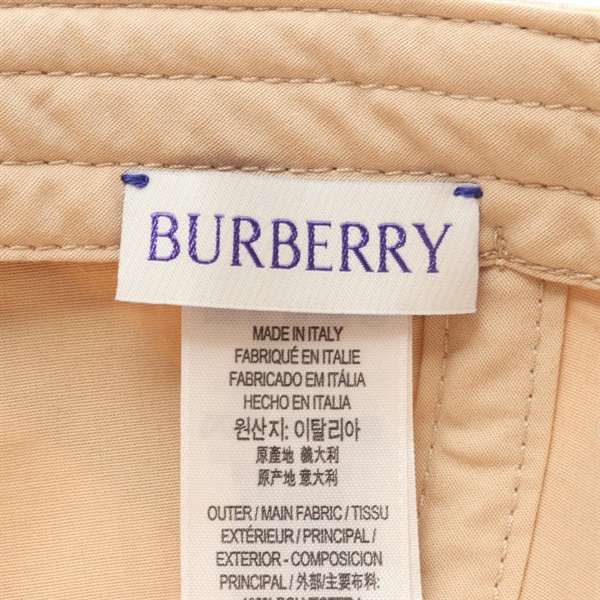 BURBERRY
MADE IN ITALY
FABRIQUÉ EN ITALIE
FABRICADO EM ITÁLIA
HECHO EN ITALIA
원산지: 이탈리아
原產地 義大利
原产地 意大利
OUTER / MAIN FABRIC / TISSU
EXTÉRIEUR / PRINCIPAL /
EXTERIOR - COMPOSICION
PRINCIPAL / 外部/主要布料: